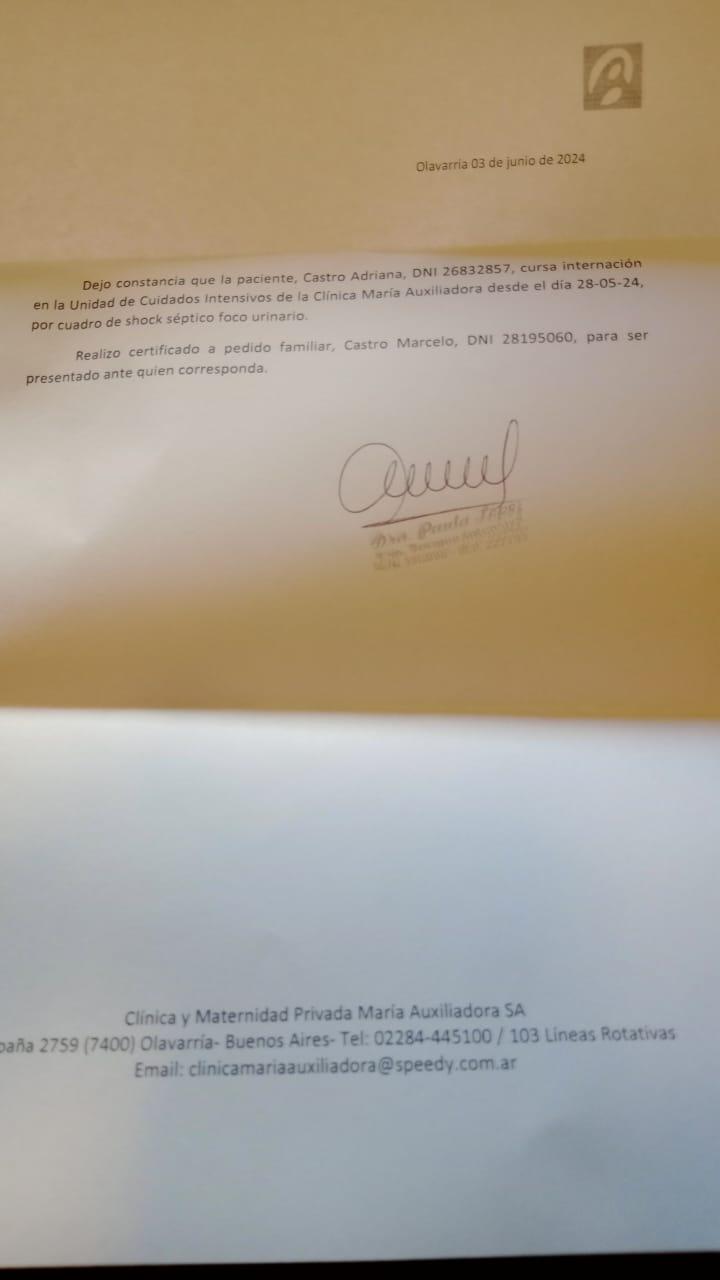 Olavarría 03 de junio de 2024
Dejo constancia que la paciente, Castro Adriana, DNI 26832857, cursa internación
en la Unidad de Cuidados Intensivos de la Clínica María Auxiliadora desde el día 28-05-24,
por cuadro de shock séptico foco urinario.
Realizo certificado a pedido familiar, Castro Marcelo, DNI 28195060, para ser
presentado ante quien corresponda.
Dra. Paula
Clínica y Maternidad Privada María Auxiliadora SA
2759 (7400) Olavarría- Buenos Aires- Tel: 02284-445100 / 103 Líneas Rotativas
Email: clinicamariaauxiliadora@speedy.com.ar